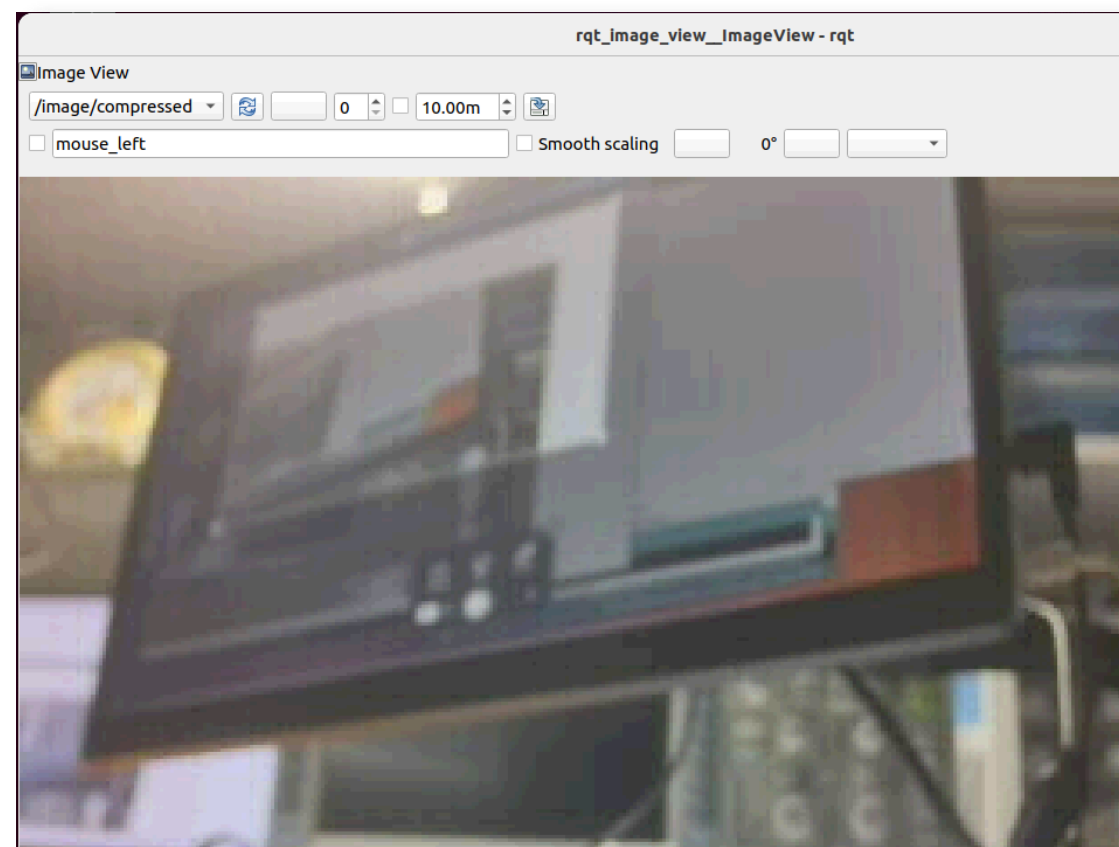 rqt_image_view__ImageView - rqt
Image View
/image/compressed 0 10.00m
mouse_left Smooth scaling 0°